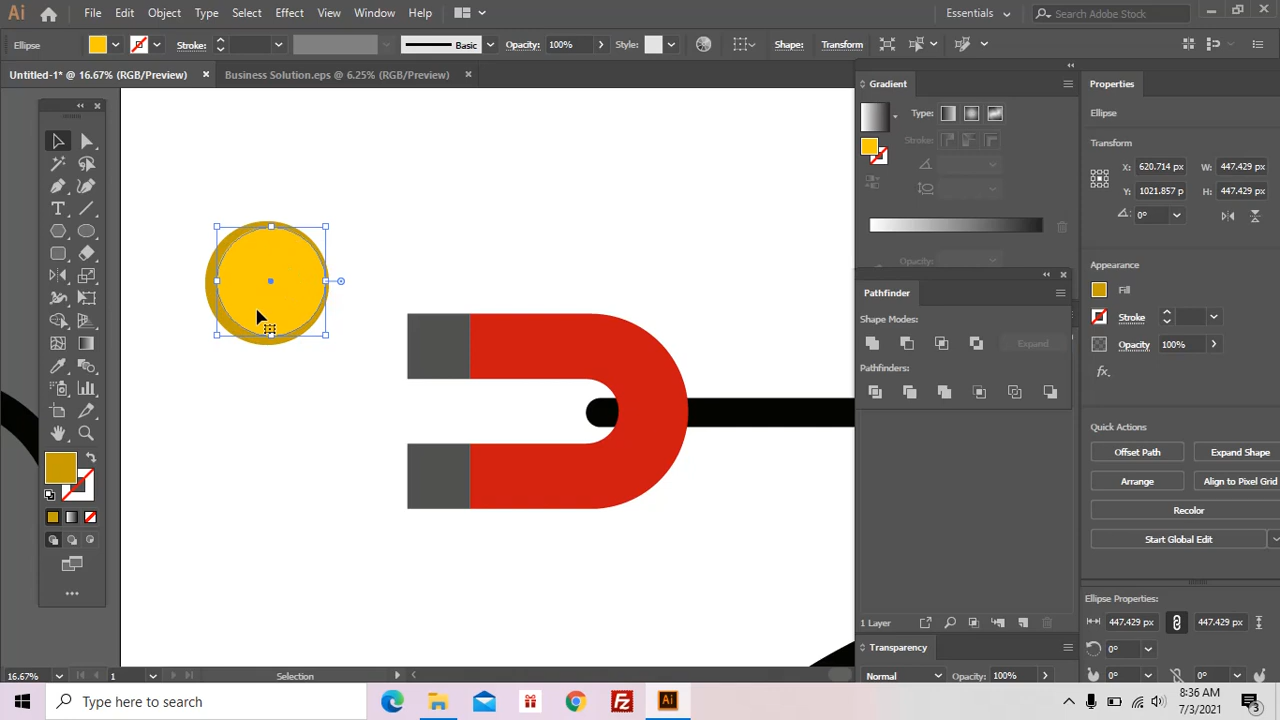 Ai File Edit Object Type Select Effect View Window Help Essentials Search Adobe Stock
Ellipse Stroke: Basic Opacity: 100% Style: Shape: Transform
Untitled-1* @ 16.67% (RGB/Preview) × Business Solution.eps @ 6.25% (RGB/Preview) ×
Gradient
Type:
Stroke:
Opacity:
Pathfinder
Shape Modes:
Expand
Pathfinders:
1 Layer
Transparency
Normal Opacity: 100%
Properties
Ellipse
Transform
X: 620.714 px W: 447.429 px
Y: 1021.857 p H: 447.429 px
0°
Appearance
Fill
Stroke
Opacity 100%
fx.
Quick Actions
Offset Path Expand Shape
Arrange Align to Pixel Grid
Recolor
Start Global Edit
Ellipse Properties:
447.429 px 447.429 px
0°
0° 0°
16.67% 1 Selection
Type here to search Ai 8:36 AM
7/3/2021 3